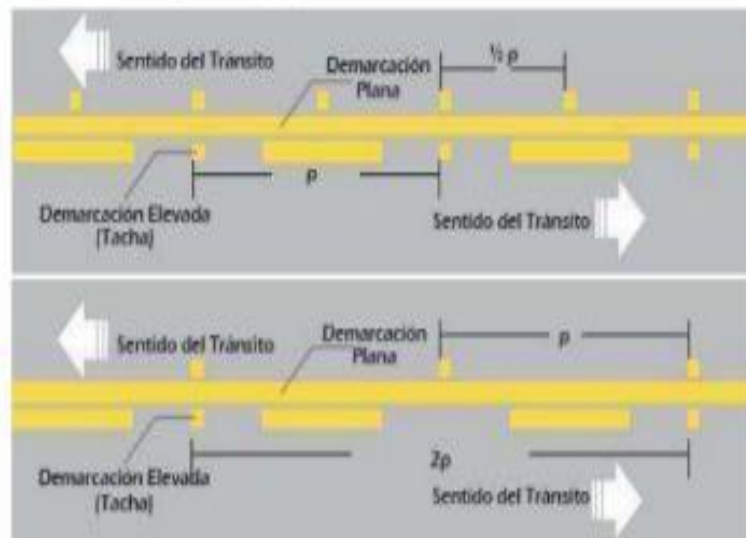 Sentido del Tránsito
Demarcación
Plana
½ p
p
Demarcación Elevada
(Tacha)
Sentido del Tránsito
Sentido del Tránsito
Demarcación
Plana
p
Demarcación Elevada
(Tacha)
2p
Sentido del Tránsito